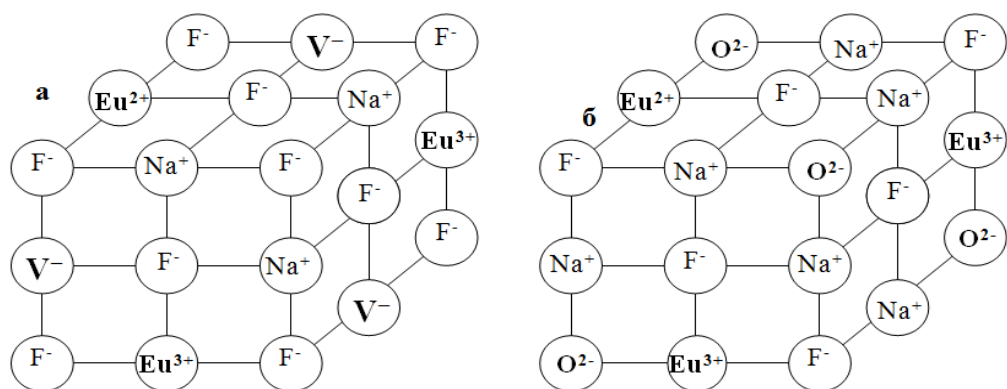 а
F⁻ V⁻ F⁻
Eu²⁺ F⁻ Na⁺
Eu³⁺
F⁻ Na⁺ F⁻
F⁻
F⁻
V⁻ F⁻ Na⁺
V⁻
F⁻ Eu³⁺ F⁻
б
O²⁻ Na⁺ F⁻
Eu²⁺ F⁻ Na⁺
Eu³⁺
F⁻ Na⁺ O²⁻
F⁻
O²⁻
Na⁺ F⁻ Na⁺
Na⁺
O²⁻ Eu³⁺ F⁻